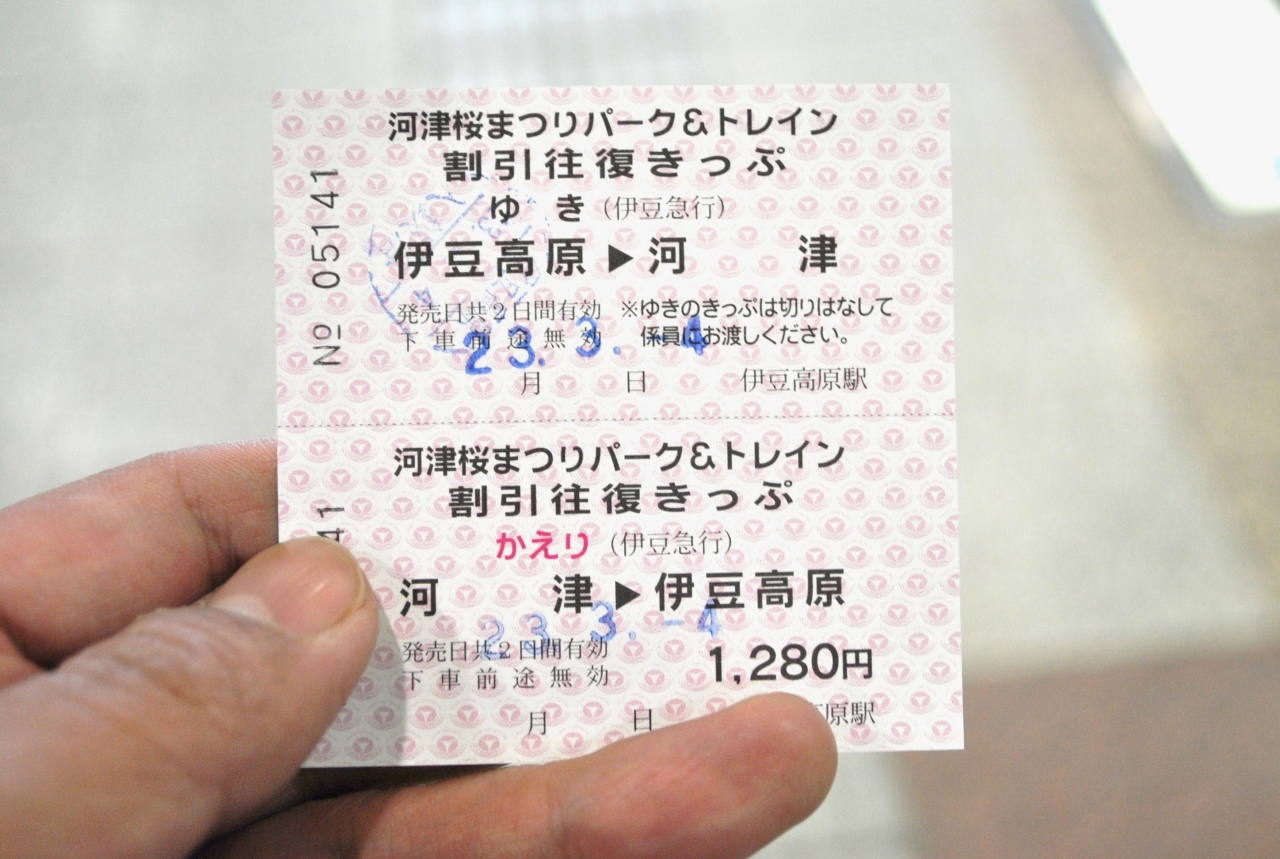 河津桜まつりパーク&トレイン
割引往復きっぷ
ゆき（伊豆急行）
伊豆高原▶河津
発売日共2日間有効
下車前途無効
※ゆきのきっぷは切りはなして
係員にお渡しください。
23.3.-4
月 日 伊豆高原駅
№ 05141
河津桜まつりパーク&トレイン
割引往復きっぷ
かえり（伊豆急行）
河津▶伊豆高原
23.3.-4
発売日共2日間有効
下車前途無効
1,280円
月 日 高原駅
41